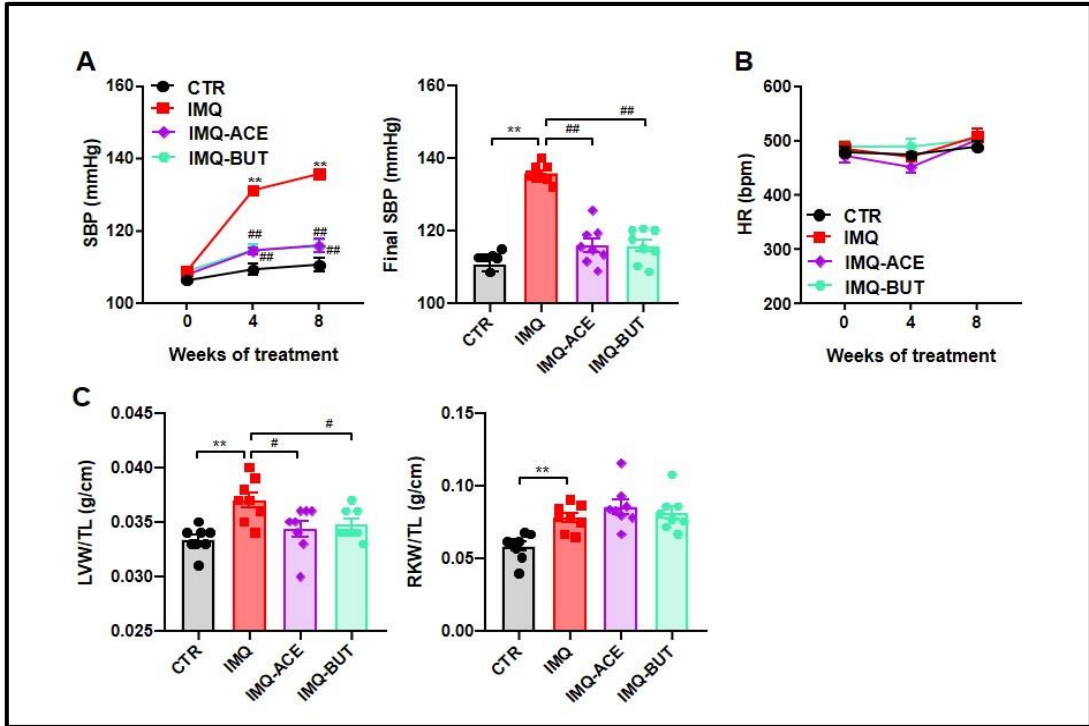 A
B
160
CTR
IMQ
IMQ-ACE
IMQ-BUT
SBP (mmHg)
140
120
100
**
**
##
##
##
##
0 4 8
Weeks of treatment
160
140
120
100
Final SBP (mmHg)
**
##
##
CTR
IMQ
IMQ-ACE
IMQ-BUT
600
500
400
300
200
HR (bpm)
CTR
IMQ
IMQ-ACE
IMQ-BUT
0 4 8
Weeks of treatment
C
0.045
0.040
0.035
0.030
0.025
LVW/TL (g/cm)
**
#
#
CTR
IMQ
IMQ-ACE
IMQ-BUT
0.15
0.10
0.05
0.00
RKW/TL (g/cm)
**
CTR
IMQ
IMQ-ACE
IMQ-BUT